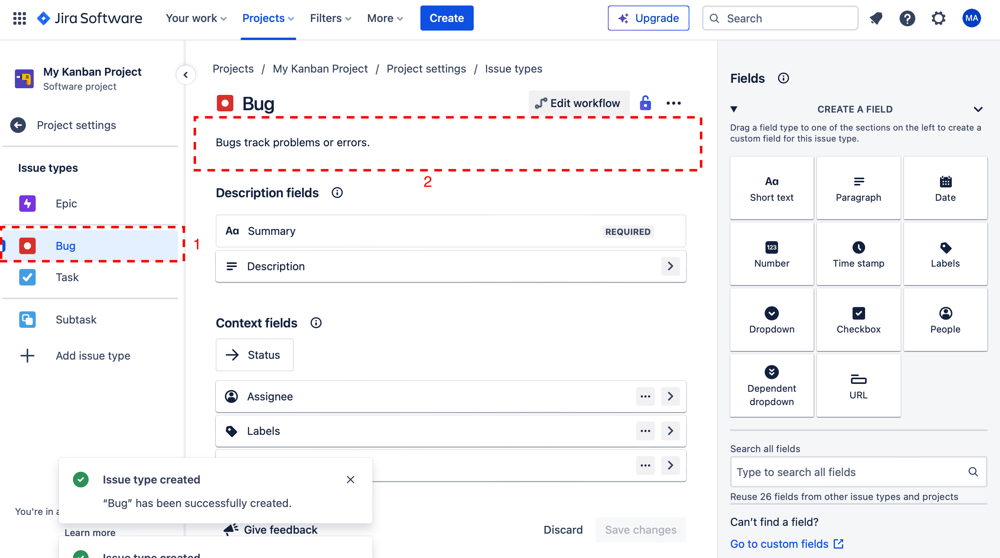 Jira Software
Your work
Projects
Filters
More
Create
Upgrade
Search
MA
My Kanban Project
Software project
Project settings
Issue types
Epic
Bug
1
Task
Subtask
Add issue type
You're in a
Learn more
Projects / My Kanban Project / Project settings / Issue types
Bug
Edit workflow
Bugs track problems or errors.
2
Description fields
Aa Summary REQUIRED
Description
Context fields
Status
Assignee
Labels
Issue type created
“Bug” has been successfully created.
Give feedback
Discard
Save changes
Issue type created
Fields
CREATE A FIELD
Drag a field type to one of the sections on the left to create a
custom field for this issue type.
Aa
Short text
Paragraph
Date
123
Number
Time stamp
Labels
Dropdown
Checkbox
People
Dependent
dropdown
URL
Search all fields
Type to search all fields
Reuse 26 fields from other issue types and projects
Can’t find a field?
Go to custom fields